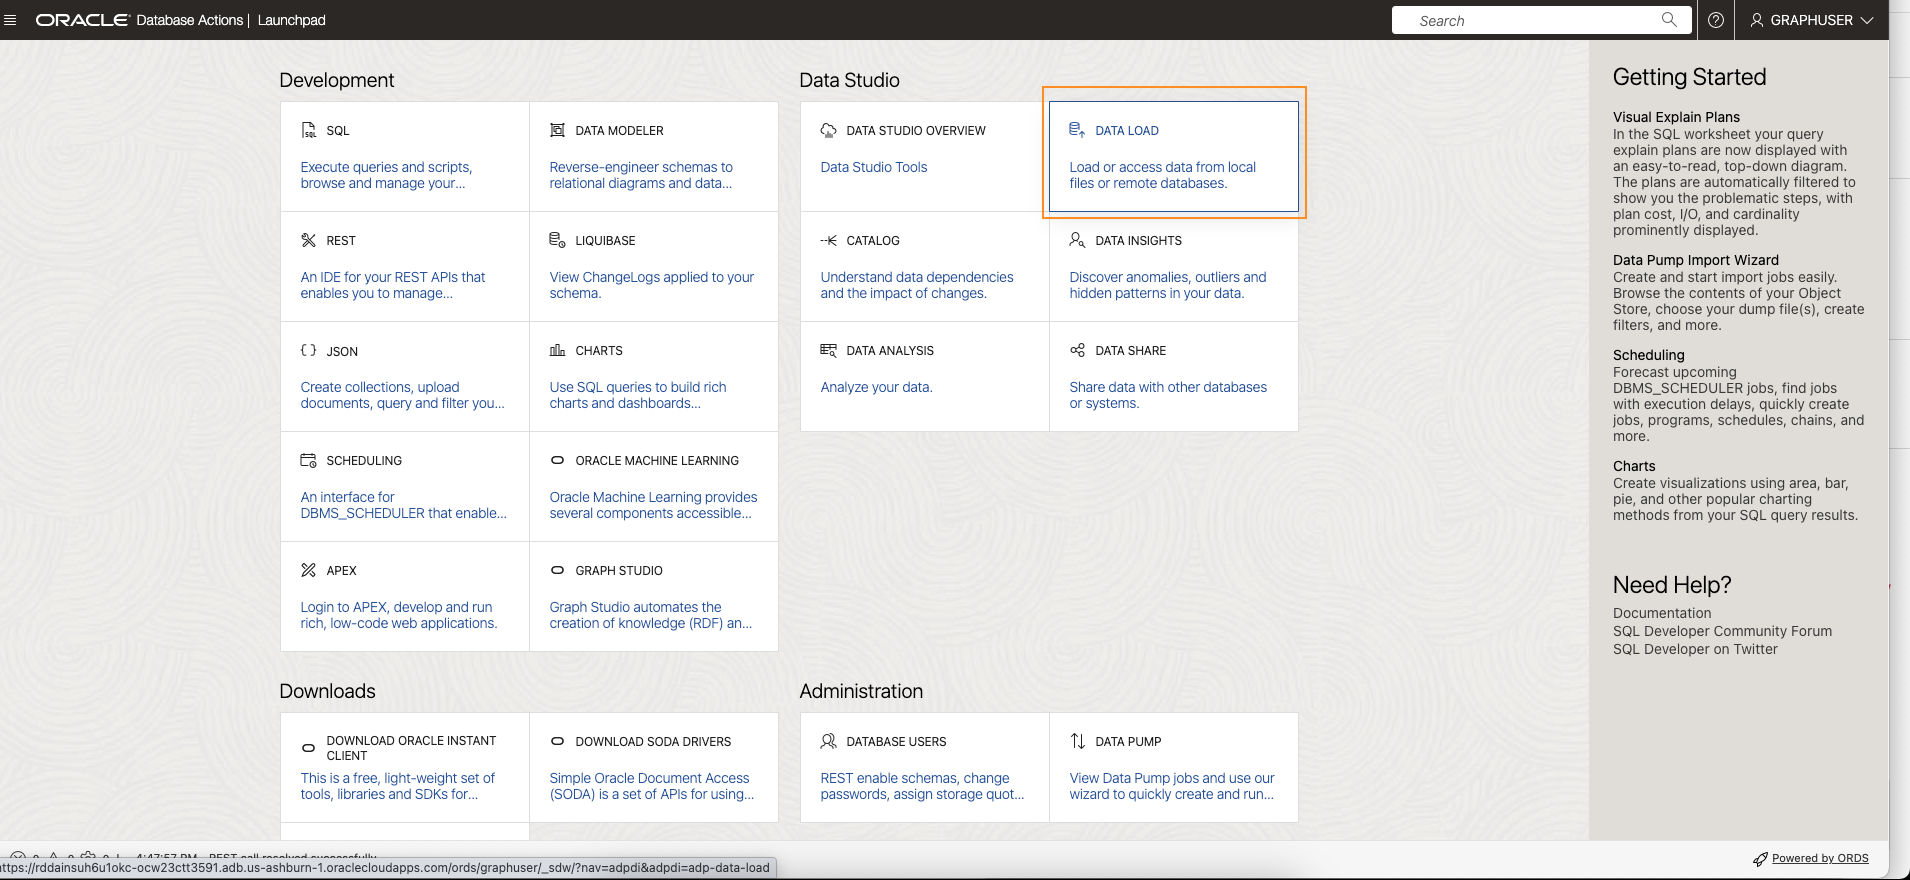 ORACLE Database Actions | Launchpad
Search
GRAPHUSER
Development
SQL
Execute queries and scripts,
browse and manage your...
DATA MODELER
Reverse-engineer schemas to
relational diagrams and data...
REST
An IDE for your REST APIs that
enables you to manage...
LIQUIBASE
View ChangeLogs applied to your
schema.
JSON
Create collections, upload
documents, query and filter you...
CHARTS
Use SQL queries to build rich
charts and dashboards...
SCHEDULING
An interface for
DBMS_SCHEDULER that enable...
ORACLE MACHINE LEARNING
Oracle Machine Learning provides
several components accessible...
APEX
Login to APEX, develop and run
rich, low-code web applications.
GRAPH STUDIO
Graph Studio automates the
creation of knowledge (RDF) an...
Data Studio
DATA STUDIO OVERVIEW
Data Studio Tools
DATA LOAD
Load or access data from local
files or remote databases.
CATALOG
Understand data dependencies
and the impact of changes.
DATA INSIGHTS
Discover anomalies, outliers and
hidden patterns in your data.
DATA ANALYSIS
Analyze your data.
DATA SHARE
Share data with other databases
or systems.
Downloads
DOWNLOAD ORACLE INSTANT
CLIENT
This is a free, light-weight set of
tools, libraries and SDKs for...
DOWNLOAD SODA DRIVERS
Simple Oracle Document Access
(SODA) is a set of APIs for using...
Administration
DATABASE USERS
REST enable schemas, change
passwords, assign storage quot...
DATA PUMP
View Data Pump jobs and use our
wizard to quickly create and run...
Getting Started
Visual Explain Plans
In the SQL worksheet your query
explain plans are now displayed with
an easy-to-read, top-down diagram.
The plans are automatically filtered to
show you the problematic steps, with
plan cost, I/O, and cardinality
prominently displayed.
Data Pump Import Wizard
Create and start import jobs easily.
Browse the contents of your Object
Store, choose your dump file(s), create
filters, and more.
Scheduling
Forecast upcoming
DBMS_SCHEDULER jobs, find jobs
with execution delays, quickly create
jobs, programs, schedules, chains, and
more.
Charts
Create visualizations using area, bar,
pie, and other popular charting
methods from your SQL query results.
Need Help?
Documentation
SQL Developer Community Forum
SQL Developer on Twitter
4:47:57 PM - REST call resolved successfully
https://rddainsuh6u1okc-ocw23ctt3591.adb.us-ashburn-1.oraclecloudapps.com/ords/graphuser/_sdw/?nav=adpdi&adpdi=adp-data-load
Powered by ORDS